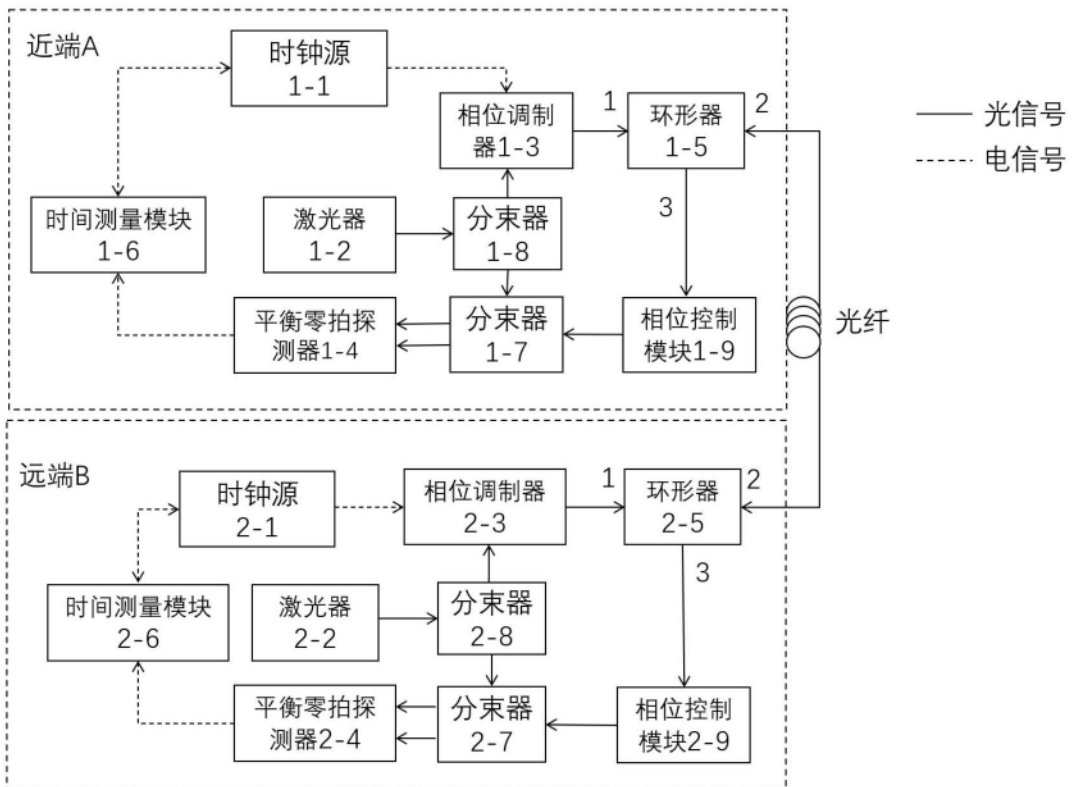 近端A
时钟源
1-1
相位调制
器1-3
1
环形器
1-5
2
光信号
电信号
时间测量模块
1-6
激光器
1-2
分束器
1-8
3
平衡零拍探
测器1-4
分束器
1-7
相位控制
模块1-9
光纤
远端B
时钟源
2-1
相位调制器
2-3
1
环形器
2-5
2
3
时间测量模块
2-6
激光器
2-2
分束器
2-8
平衡零拍探
测器2-4
分束器
2-7
相位控制
模块2-9